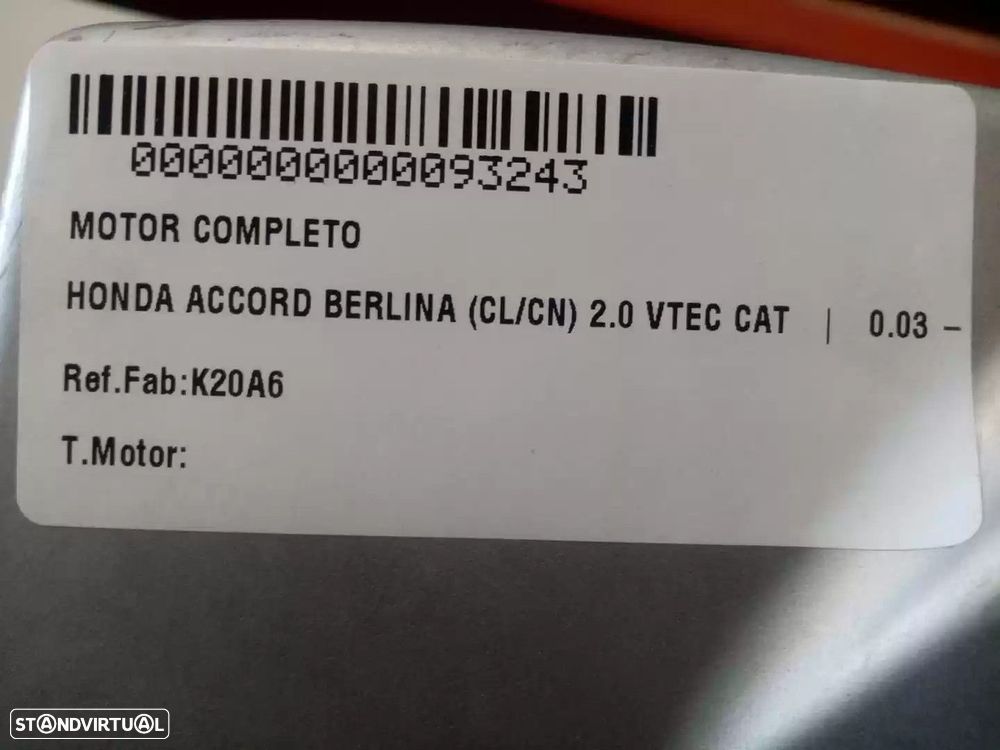 0000000000093243
MOTOR COMPLETO
HONDA ACCORD BERLINA (CL/CN) 2.0 VTEC CAT | 0.03 –
Ref.Fab:K20A6
T.Motor:
STANDVIRTUAL